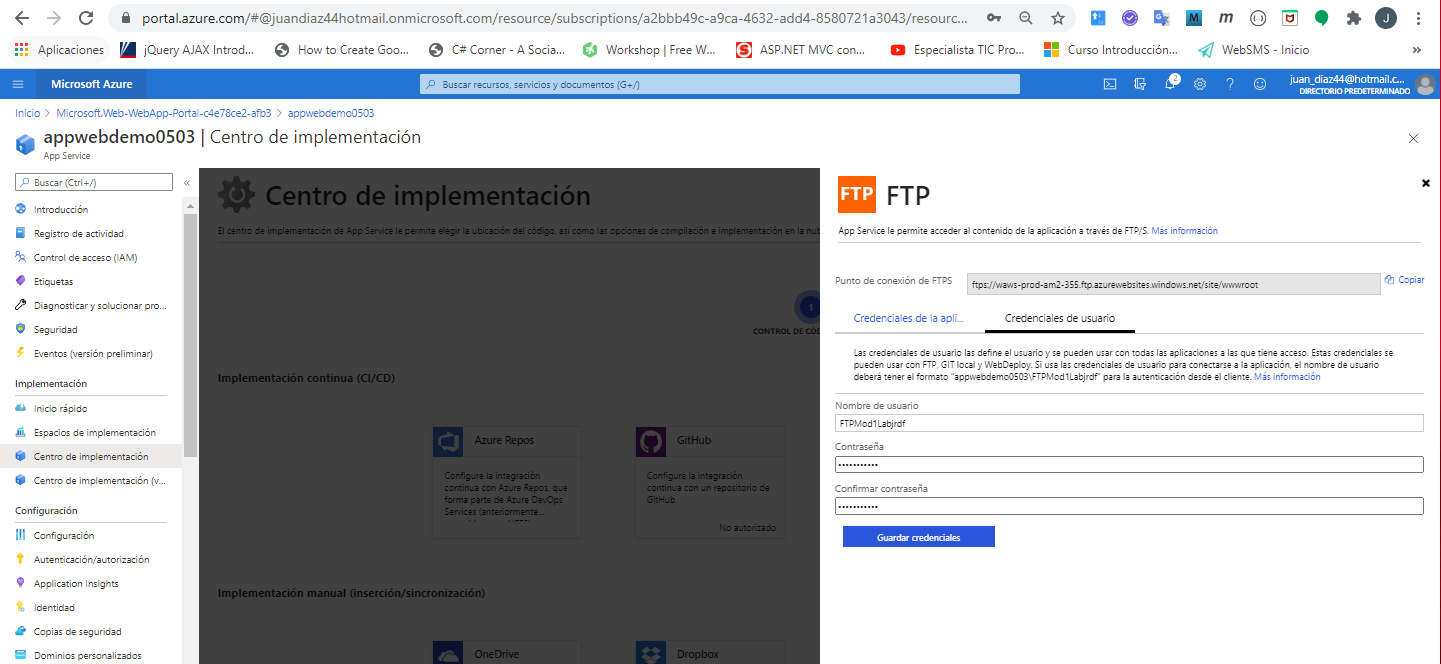 portal.azure.com/#@juandiaz44hotmail.onmicrosoft.com/resource/subscriptions/a2bbb49c-a9ca-4632-add4-8580721a3043/resourc...
J
Aplicaciones
jQuery AJAX Introd...
How to Create Goo...
C# Corner - A Socia...
Workshop | Free W...
ASP.NET MVC con...
Especialista TIC Pro...
Curso Introducción...
WebSMS - Inicio
»
Microsoft Azure
Buscar recursos, servicios y documentos (G+/)
2
juan_diaz44@hotmail.c...
DIRECTORIO PREDETERMINADO
Inicio > Microsoft.Web-WebApp-Portal-c4e78ce2-afb3 > appwebdemo0503
appwebdemo0503 | Centro de implementación
App Service
Buscar (Ctrl+/)
«
Introducción
Registro de actividad
Control de acceso (IAM)
Etiquetas
Diagnosticar y solucionar pro...
Seguridad
Eventos (versión preliminar)
Implementación
Inicio rápido
Espacios de implementación
Centro de implementación
Centro de implementación (v...
Configuración
Configuración
Autenticación/autorización
Application Insights
Identidad
Copias de seguridad
Dominios personalizados
Centro de implementación
El centro de implementación de App Service le permite elegir la ubicación del código, así como las opciones de compilación e implementación en la nub
1
CONTROL DE CÓD
Implementación continua (CI/CD)
Azure Repos
Configure la integración
continua con Azure Repos, que
forma parte de Azure DevOps
Services (anteriormente...
GitHub
Configure la integración
continua con un repositorio de
GitHub.
No autorizado
Implementación manual (inserción/sincronización)
OneDrive
Dropbox
FTP
FTP
App Service le permite acceder al contenido de la aplicación a través de FTP/S. Más información
Punto de conexión de FTPS
ftps://waws-prod-am2-355.ftp.azurewebsites.windows.net/site/wwwroot
Copiar
Credenciales de la apli...
Credenciales de usuario
Las credenciales de usuario las define el usuario y se pueden usar con todas las aplicaciones a las que tiene acceso. Estas credenciales se
pueden usar con FTP, GIT local y WebDeploy. Si usa las credenciales de usuario para conectarse a la aplicación, el nombre de usuario
deberá tener el formato "appwebdemo0503\FTPMod1Labjrdf" para la autenticación desde el cliente. Más información
Nombre de usuario
FTPMod1Labjrdf
Contraseña
•••••••••••
Confirmar contraseña
•••••••••••
Guardar credenciales